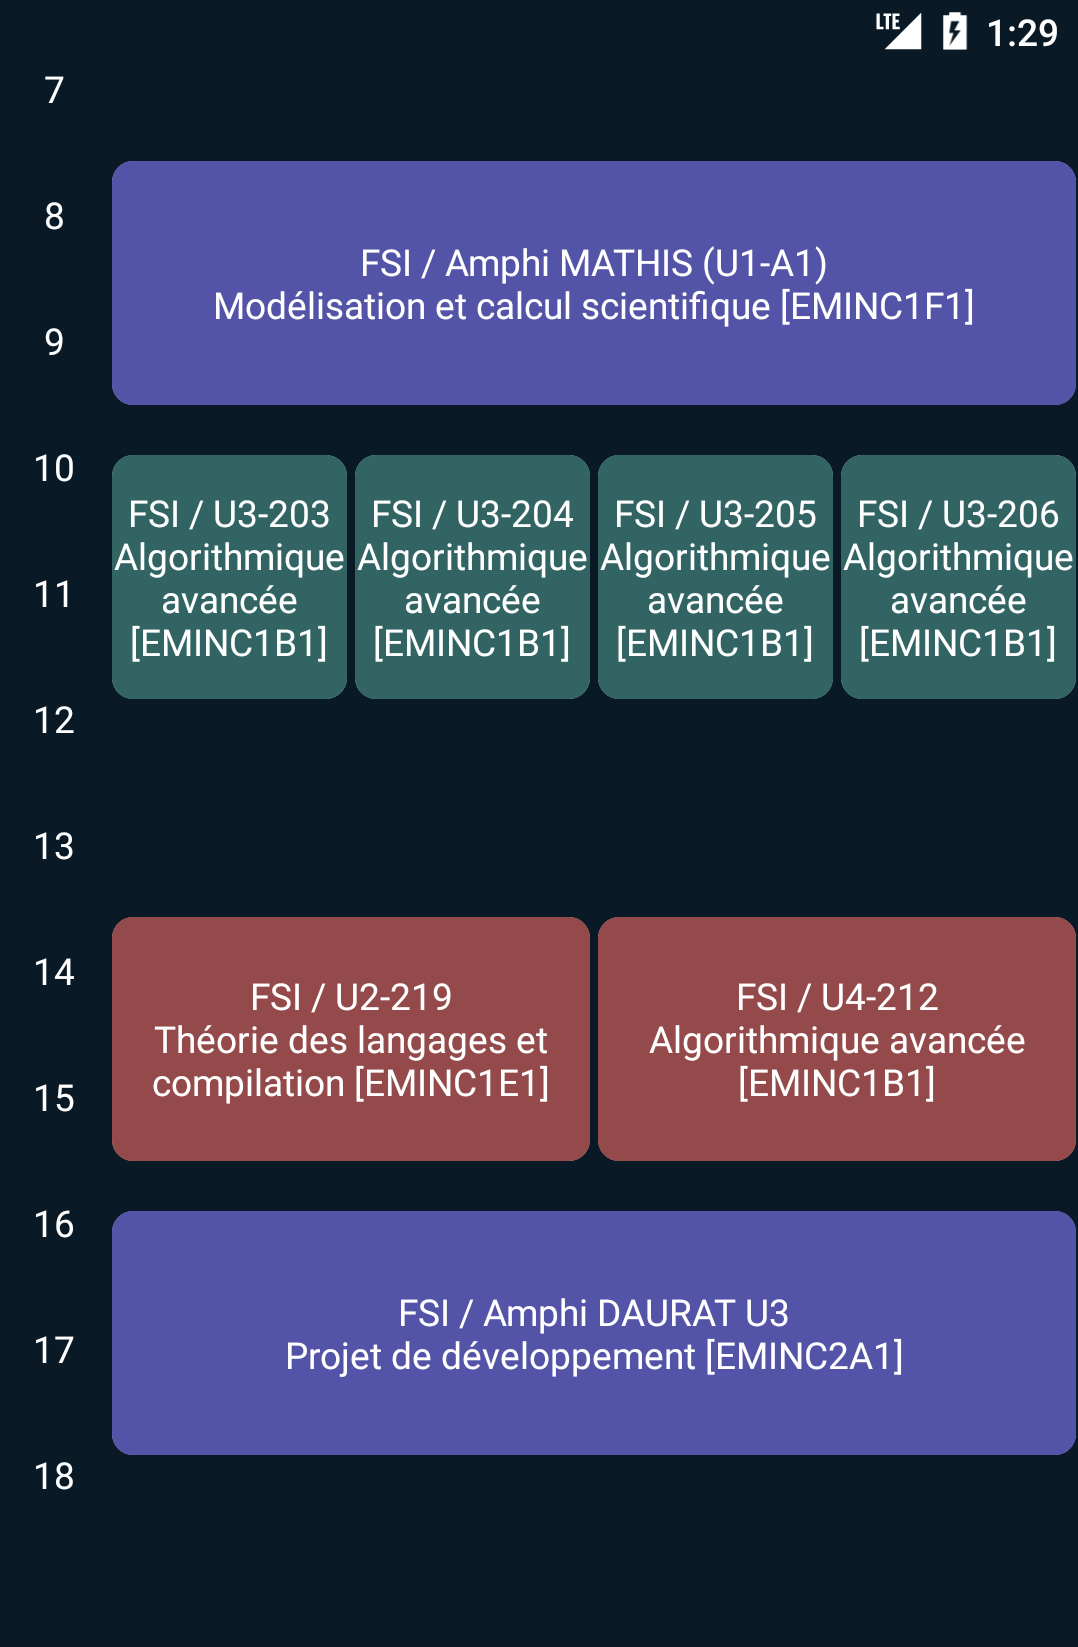 LTE 1:29
7
8
FSI / Amphi MATHIS (U1-A1)
Modélisation et calcul scientifique [EMINC1F1]
9
10
FSI / U3-203
Algorithmique
avancée
[EMINC1B1]
FSI / U3-204
Algorithmique
avancée
[EMINC1B1]
FSI / U3-205
Algorithmique
avancée
[EMINC1B1]
FSI / U3-206
Algorithmique
avancée
[EMINC1B1]
11
12
13
14
FSI / U2-219
Théorie des langages et
compilation [EMINC1E1]
FSI / U4-212
Algorithmique avancée
[EMINC1B1]
15
16
FSI / Amphi DAURAT U3
Projet de développement [EMINC2A1]
17
18